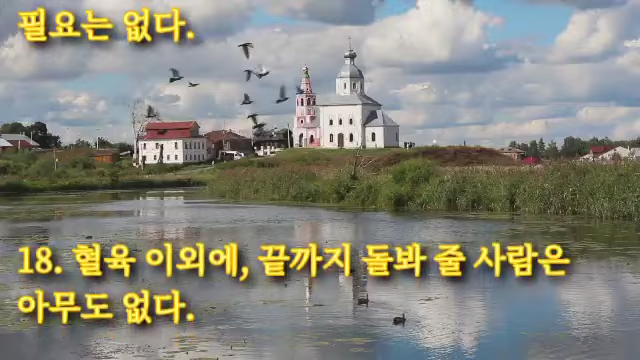 필요는 없다.
18. 혈육 이외에, 끝까지 돌봐 줄 사람은
아무도 없다.